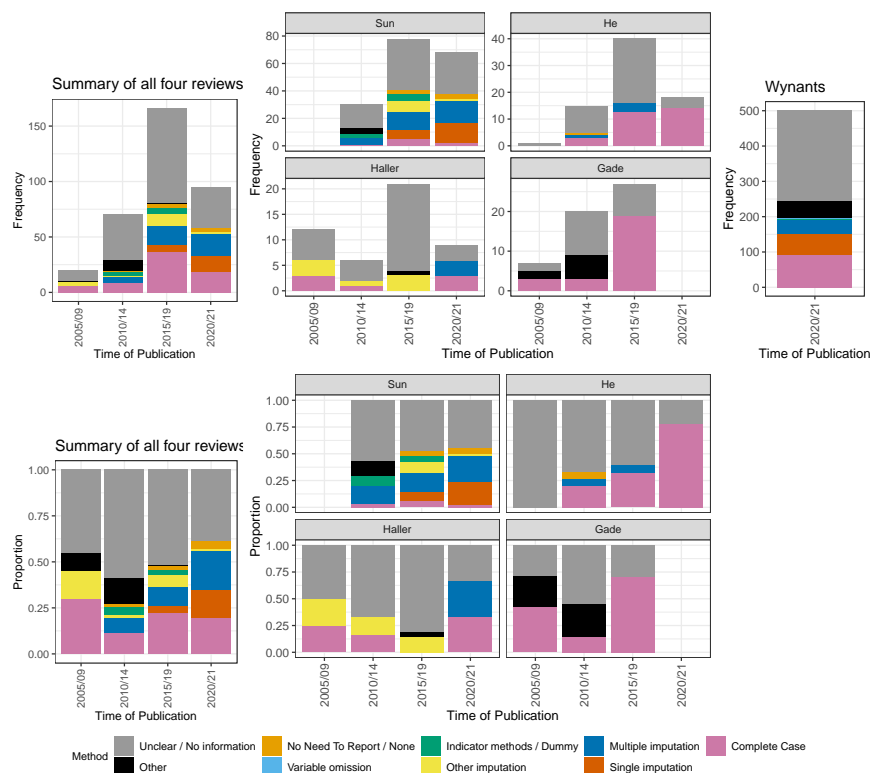 Sun
He
Summary of all four reviews
Wynants
Frequency
150
100
50
0
Frequency
80
60
40
20
0
40
30
20
10
0
Frequency
500
400
300
200
100
0
Haller
Gade
20
15
10
5
0
20
10
0
2005/09
2010/14
2015/19
2020/21
2005/09
2010/14
2015/19
2020/21
2005/09
2010/14
2015/19
2020/21
2020/21
Time of Publication
Time of Publication
Time of Publication
Sun
He
Summary of all four reviews
Proportion
1.00
0.75
0.50
0.25
0.00
Proportion
1.00
0.75
0.50
0.25
0.00
Haller
Gade
1.00
0.75
0.50
0.25
0.00
2005/09
2010/14
2015/19
2020/21
2005/09
2010/14
2015/19
2020/21
2005/09
2010/14
2015/19
2020/21
Time of Publication
Time of Publication
Method
Unclear / No information
No Need To Report / None
Indicator methods / Dummy
Multiple imputation
Complete Case
Other
Variable omission
Other imputation
Single imputation